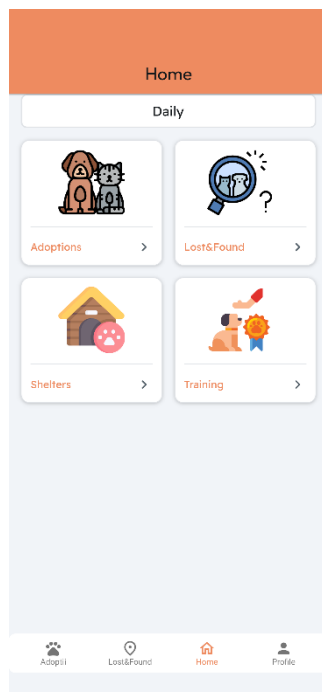 Home
Daily
Adoptions
Lost&Found
?
Shelters
Training
Adopții
Lost&Found
Home
Profile